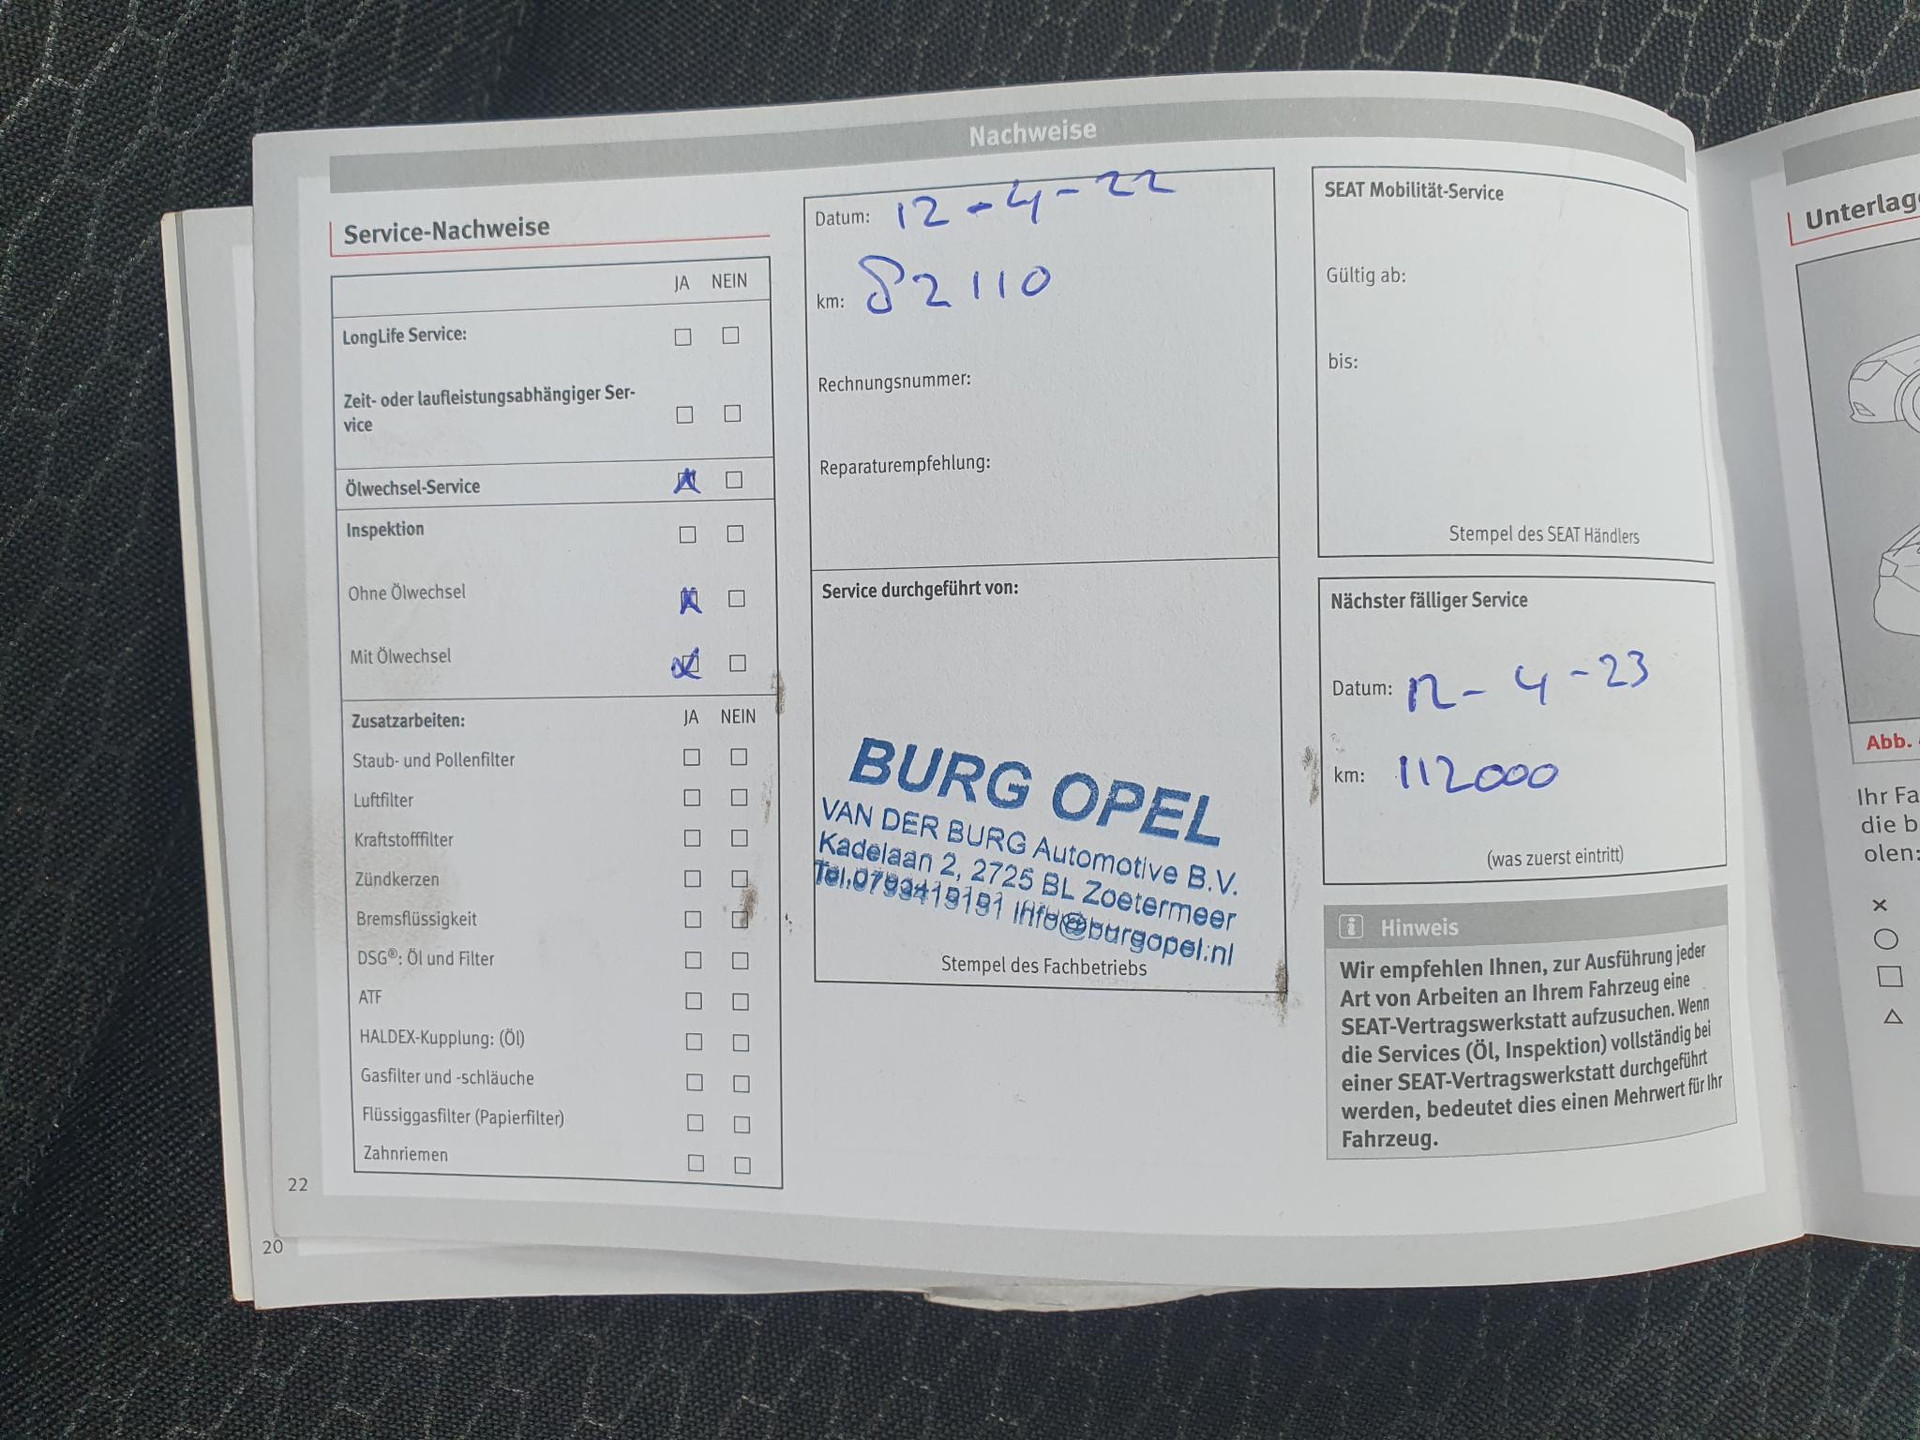 Nachweise
Service-Nachweise
JA NEIN
LongLife Service:
Zeit- oder laufleistungsabhängiger Ser-
vice
Ölwechsel-Service
Inspektion
Ohne Ölwechsel
Mit Ölwechsel
Zusatzarbeiten: JA NEIN
Staub- und Pollenfilter
Luftfilter
Kraftstofffilter
Zündkerzen
Bremsflüssigkeit
DSG®: Öl und Filter
ATF
HALDEX-Kupplung: (Öl)
Gasfilter und -schläuche
Flüssiggasfilter (Papierfilter)
Zahnriemen
22
20
Datum: 12-4-22
km: 82110
Rechnungsnummer:
Reparaturempfehlung:
Service durchgeführt von:
BURG OPEL
VAN DER BURG Automotive B.V.
Kadelaan 2, 2725 BL Zoetermeer
Tel.0793419191 info@burgopel.nl
Stempel des Fachbetriebs
SEAT Mobilität-Service
Gültig ab:
bis:
Stempel des SEAT Händlers
Nächster fälliger Service
Datum: 12-4-23
km: 112000
(was zuerst eintritt)
Hinweis
Wir empfehlen Ihnen, zur Ausführung jeder
Art von Arbeiten an Ihrem Fahrzeug eine
SEAT-Vertragswerkstatt aufzusuchen. Wenn
die Services (Öl, Inspektion) vollständig bei
einer SEAT-Vertragswerkstatt durchgeführt
werden, bedeutet dies einen Mehrwert für Ihr
Fahrzeug.
Unterlag
Abb.
Ihr Fa
die b
olen: